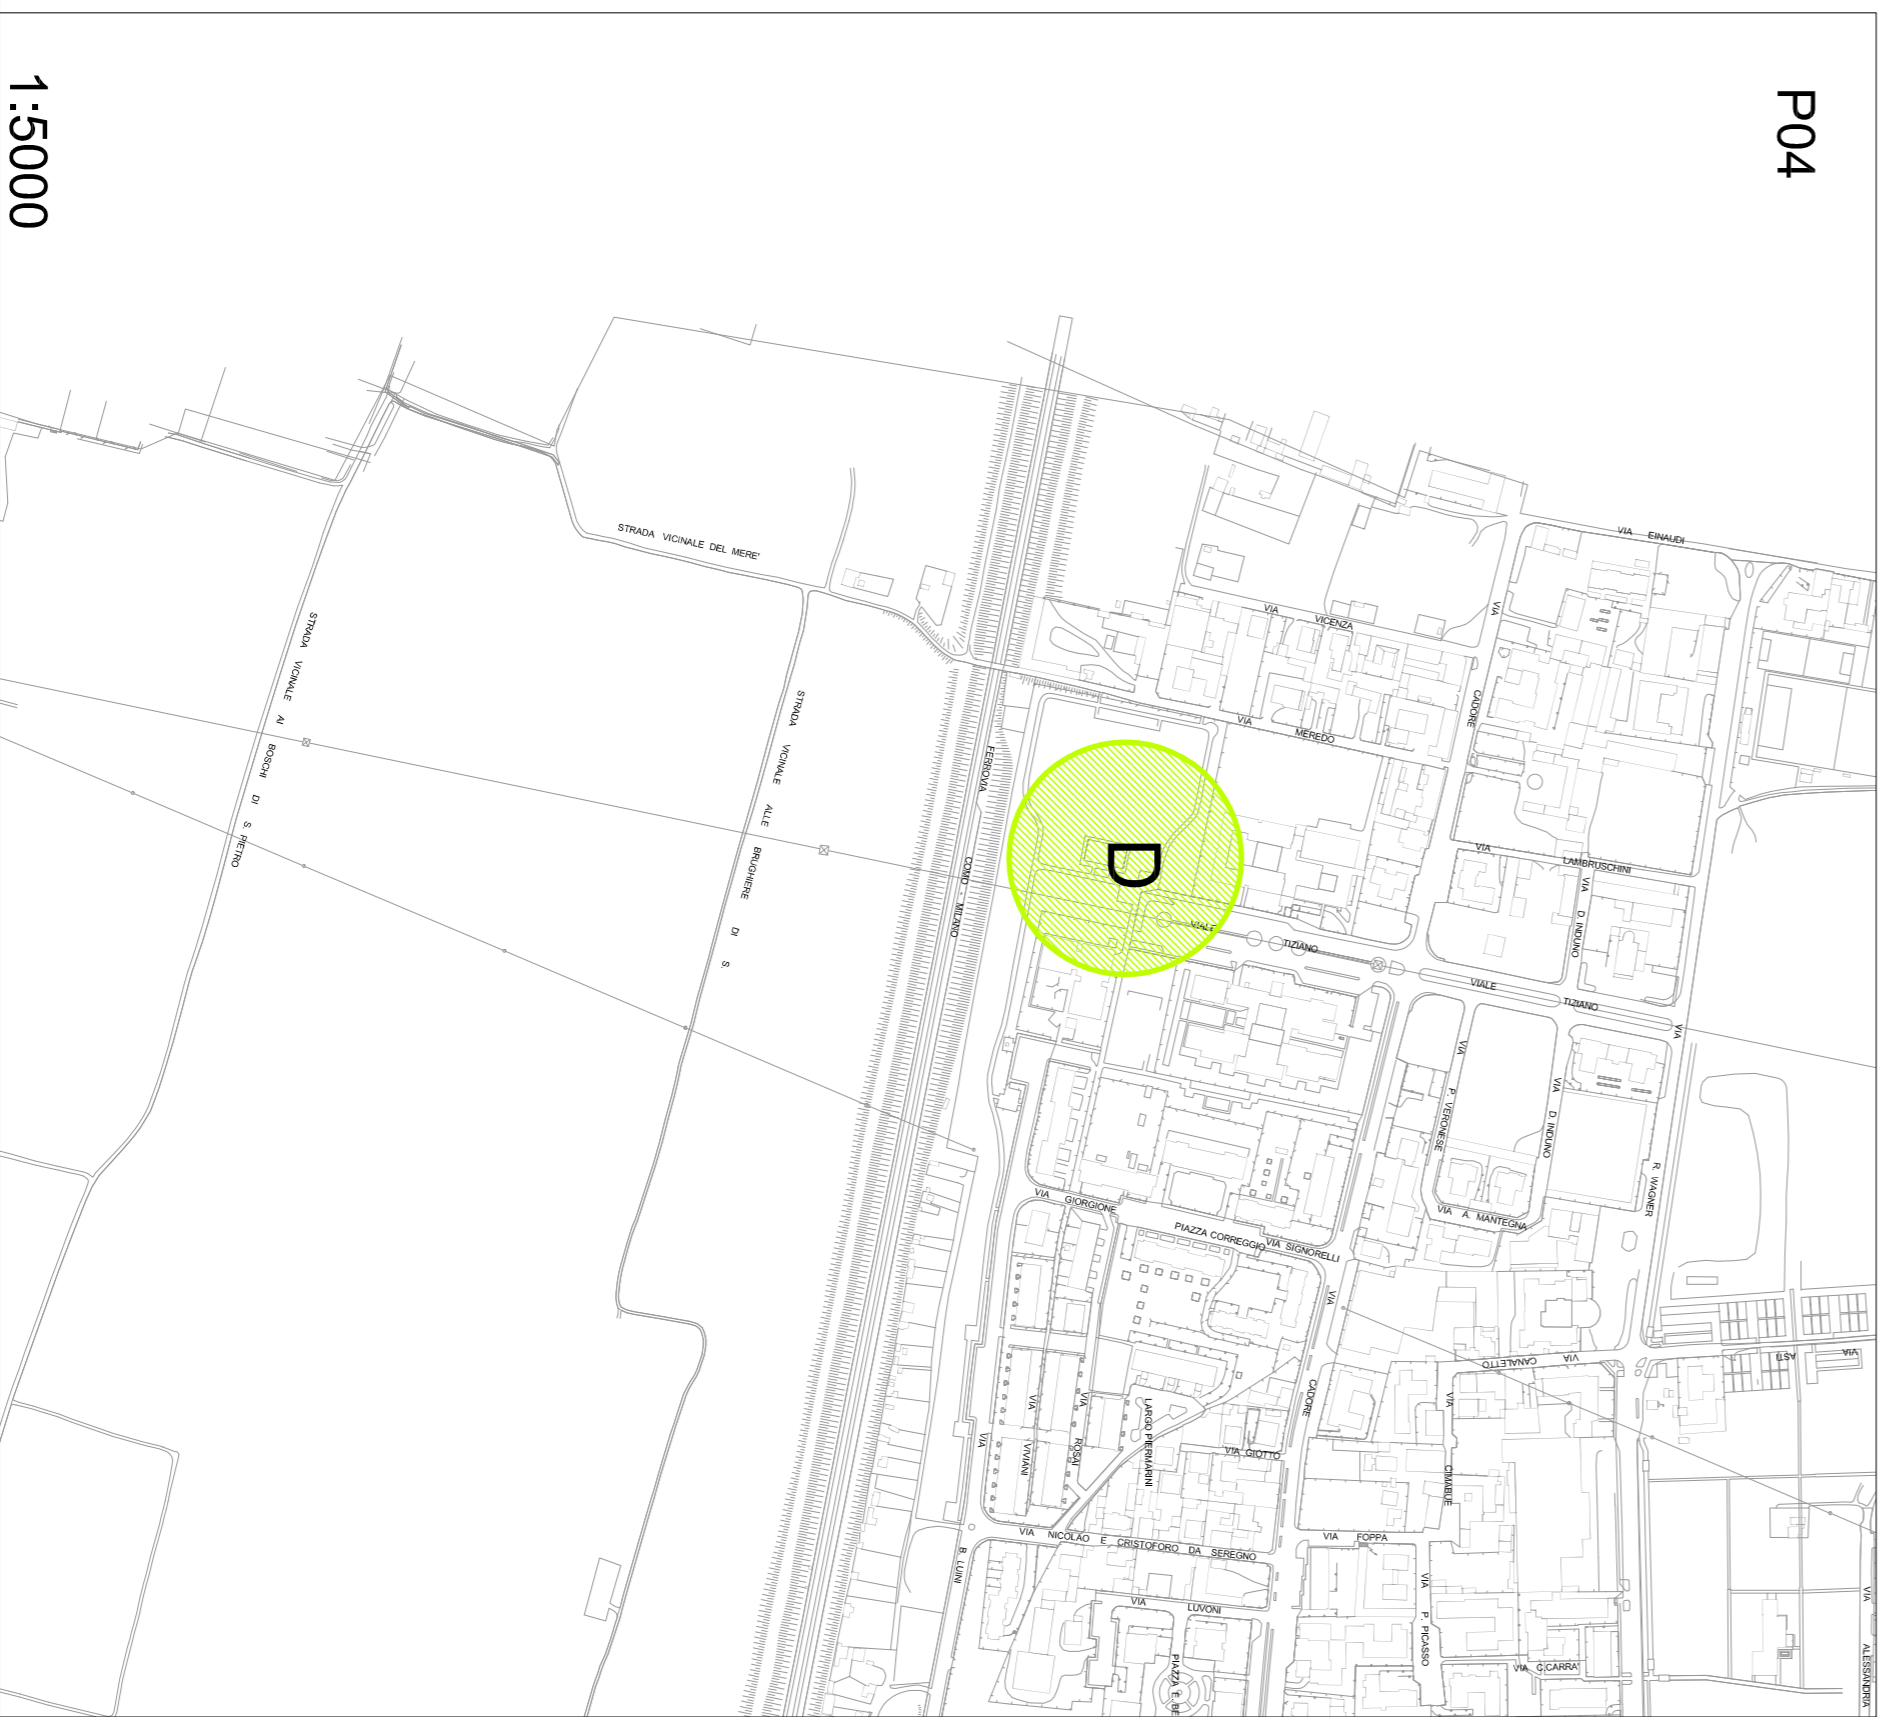 P04
1:5000
D
VIA EINAUDI
VIA VICENZA
VIA CADORE
VIA MEREDO
STRADA VICINALE DEL MERE'
STRADA VICINALE AI BOSCHI DI S. PIETRO
STRADA VICINALE ALLE BRUGHIERE DI S.
FERROVIA COMO - MILANO
VIA LAMBRUSCHINI
VIA D. INDUNO
VIALE TIZIANO
VIALE TIZIANO
VIA R. WAGNER
VIA P. VERONESE
VIA D. INDUNO
VIA A. MANTEGNA
VIA GIORGIONE
PIAZZA CORREGGIO
VIA SIGNORELLI
VIA CADORE
VIA CANALETTO
VIA ASTI
VIA CIMABUE
VIA GIOTTO
LARGO PIERMARINI
VIA ROSAI
VIA VIVIANI
VIA B. LUINI
VIA NICOLAO E CRISTOFORO DA SEREGNO
VIA FOPPA
VIA LUVONI
VIA P. PICASSO
VIA C.CARRA'
VIA ALESSANDRIA
PIAZZA E. BE